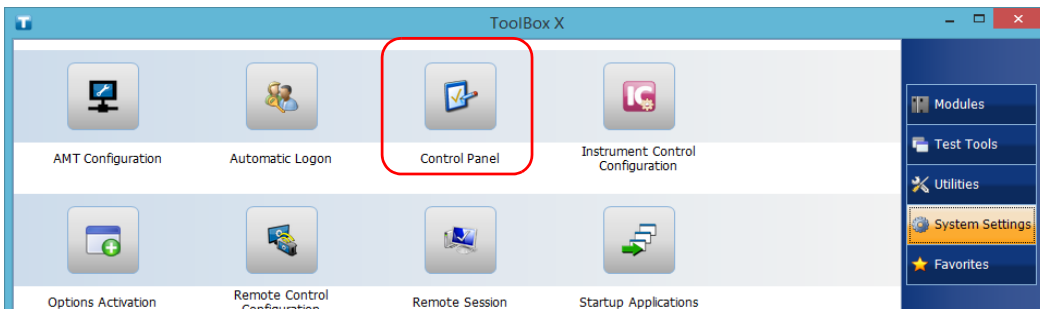 ToolBox X
AMT Configuration
Automatic Logon
Control Panel
Instrument Control
Configuration
Options Activation
Remote Control
Configuration
Remote Session
Startup Applications
Modules
Test Tools
Utilities
System Settings
Favorites